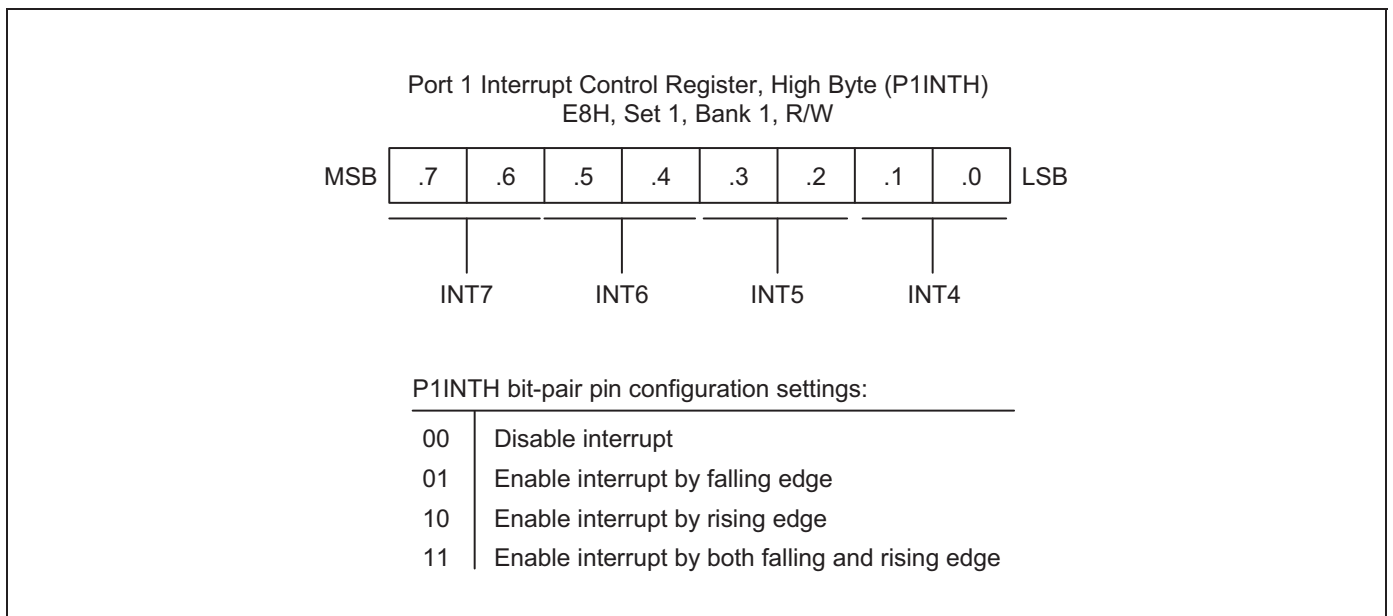 Port 1 Interrupt Control Register, High Byte (P1INTH)
E8H, Set 1, Bank 1, R/W
MSB .7 .6 .5 .4 .3 .2 .1 .0 LSB
INT7 INT6 INT5 INT4
P1INTH bit-pair pin configuration settings:
00 Disable interrupt
01 Enable interrupt by falling edge
10 Enable interrupt by rising edge
11 Enable interrupt by both falling and rising edge